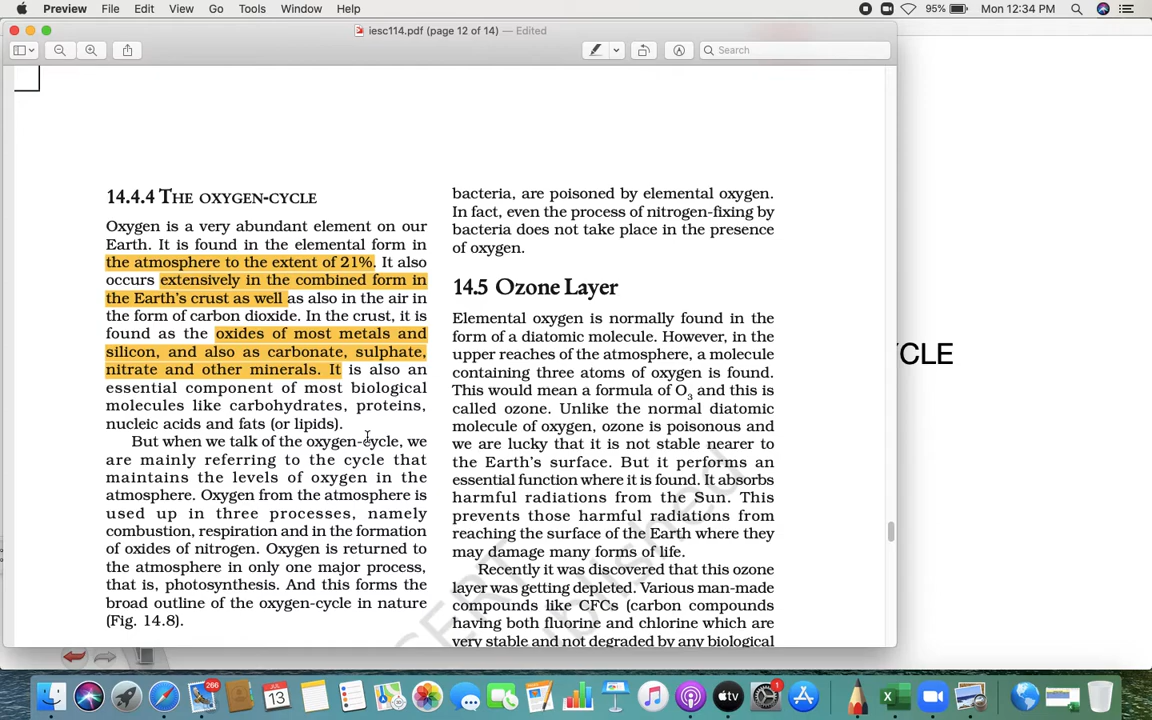 Preview File Edit View Go Tools Window Help 95% Mon 12:34 PM
iesc114.pdf (page 12 of 14) — Edited
Search
14.4.4 THE OXYGEN-CYCLE
Oxygen is a very abundant element on our
Earth. It is found in the elemental form in
the atmosphere to the extent of 21%. It also
occurs extensively in the combined form in
the Earth's crust as well as also in the air in
the form of carbon dioxide. In the crust, it is
found as the oxides of most metals and
silicon, and also as carbonate, sulphate,
nitrate and other minerals. It is also an
essential component of most biological
molecules like carbohydrates, proteins,
nucleic acids and fats (or lipids).
But when we talk of the oxygen-cycle, we
are mainly referring to the cycle that
maintains the levels of oxygen in the
atmosphere. Oxygen from the atmosphere is
used up in three processes, namely
combustion, respiration and in the formation
of oxides of nitrogen. Oxygen is returned to
the atmosphere in only one major process,
that is, photosynthesis. And this forms the
broad outline of the oxygen-cycle in nature
(Fig. 14.8).
bacteria, are poisoned by elemental oxygen.
In fact, even the process of nitrogen-fixing by
bacteria does not take place in the presence
of oxygen.
14.5 Ozone Layer
Elemental oxygen is normally found in the
form of a diatomic molecule. However, in the
upper reaches of the atmosphere, a molecule
containing three atoms of oxygen is found.
This would mean a formula of O₃ and this is
called ozone. Unlike the normal diatomic
molecule of oxygen, ozone is poisonous and
we are lucky that it is not stable nearer to
the Earth's surface. But it performs an
essential function where it is found. It absorbs
harmful radiations from the Sun. This
prevents those harmful radiations from
reaching the surface of the Earth where they
may damage many forms of life.
Recently it was discovered that this ozone
layer was getting depleted. Various man-made
compounds like CFCs (carbon compounds
having both fluorine and chlorine which are
very stable and not degraded by any biological
CERT
ublished
YCLE
266
JUL
13
tv
1